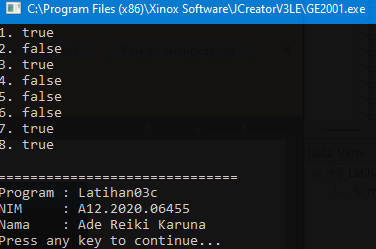 C:\Program Files (x86)\Xinox Software\JCreatorV3LE\GE2001.exe
1. true
2. false
3. true
4. false
5. false
6. false
7. true
8. true
==============================
Program : Latihan03c
NIM     : A12.2020.06455
Nama    : Ade Reiki Karuna
Press any key to continue...